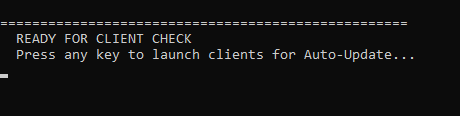 ==================================================
READY FOR CLIENT CHECK
Press any key to launch clients for Auto-Update...